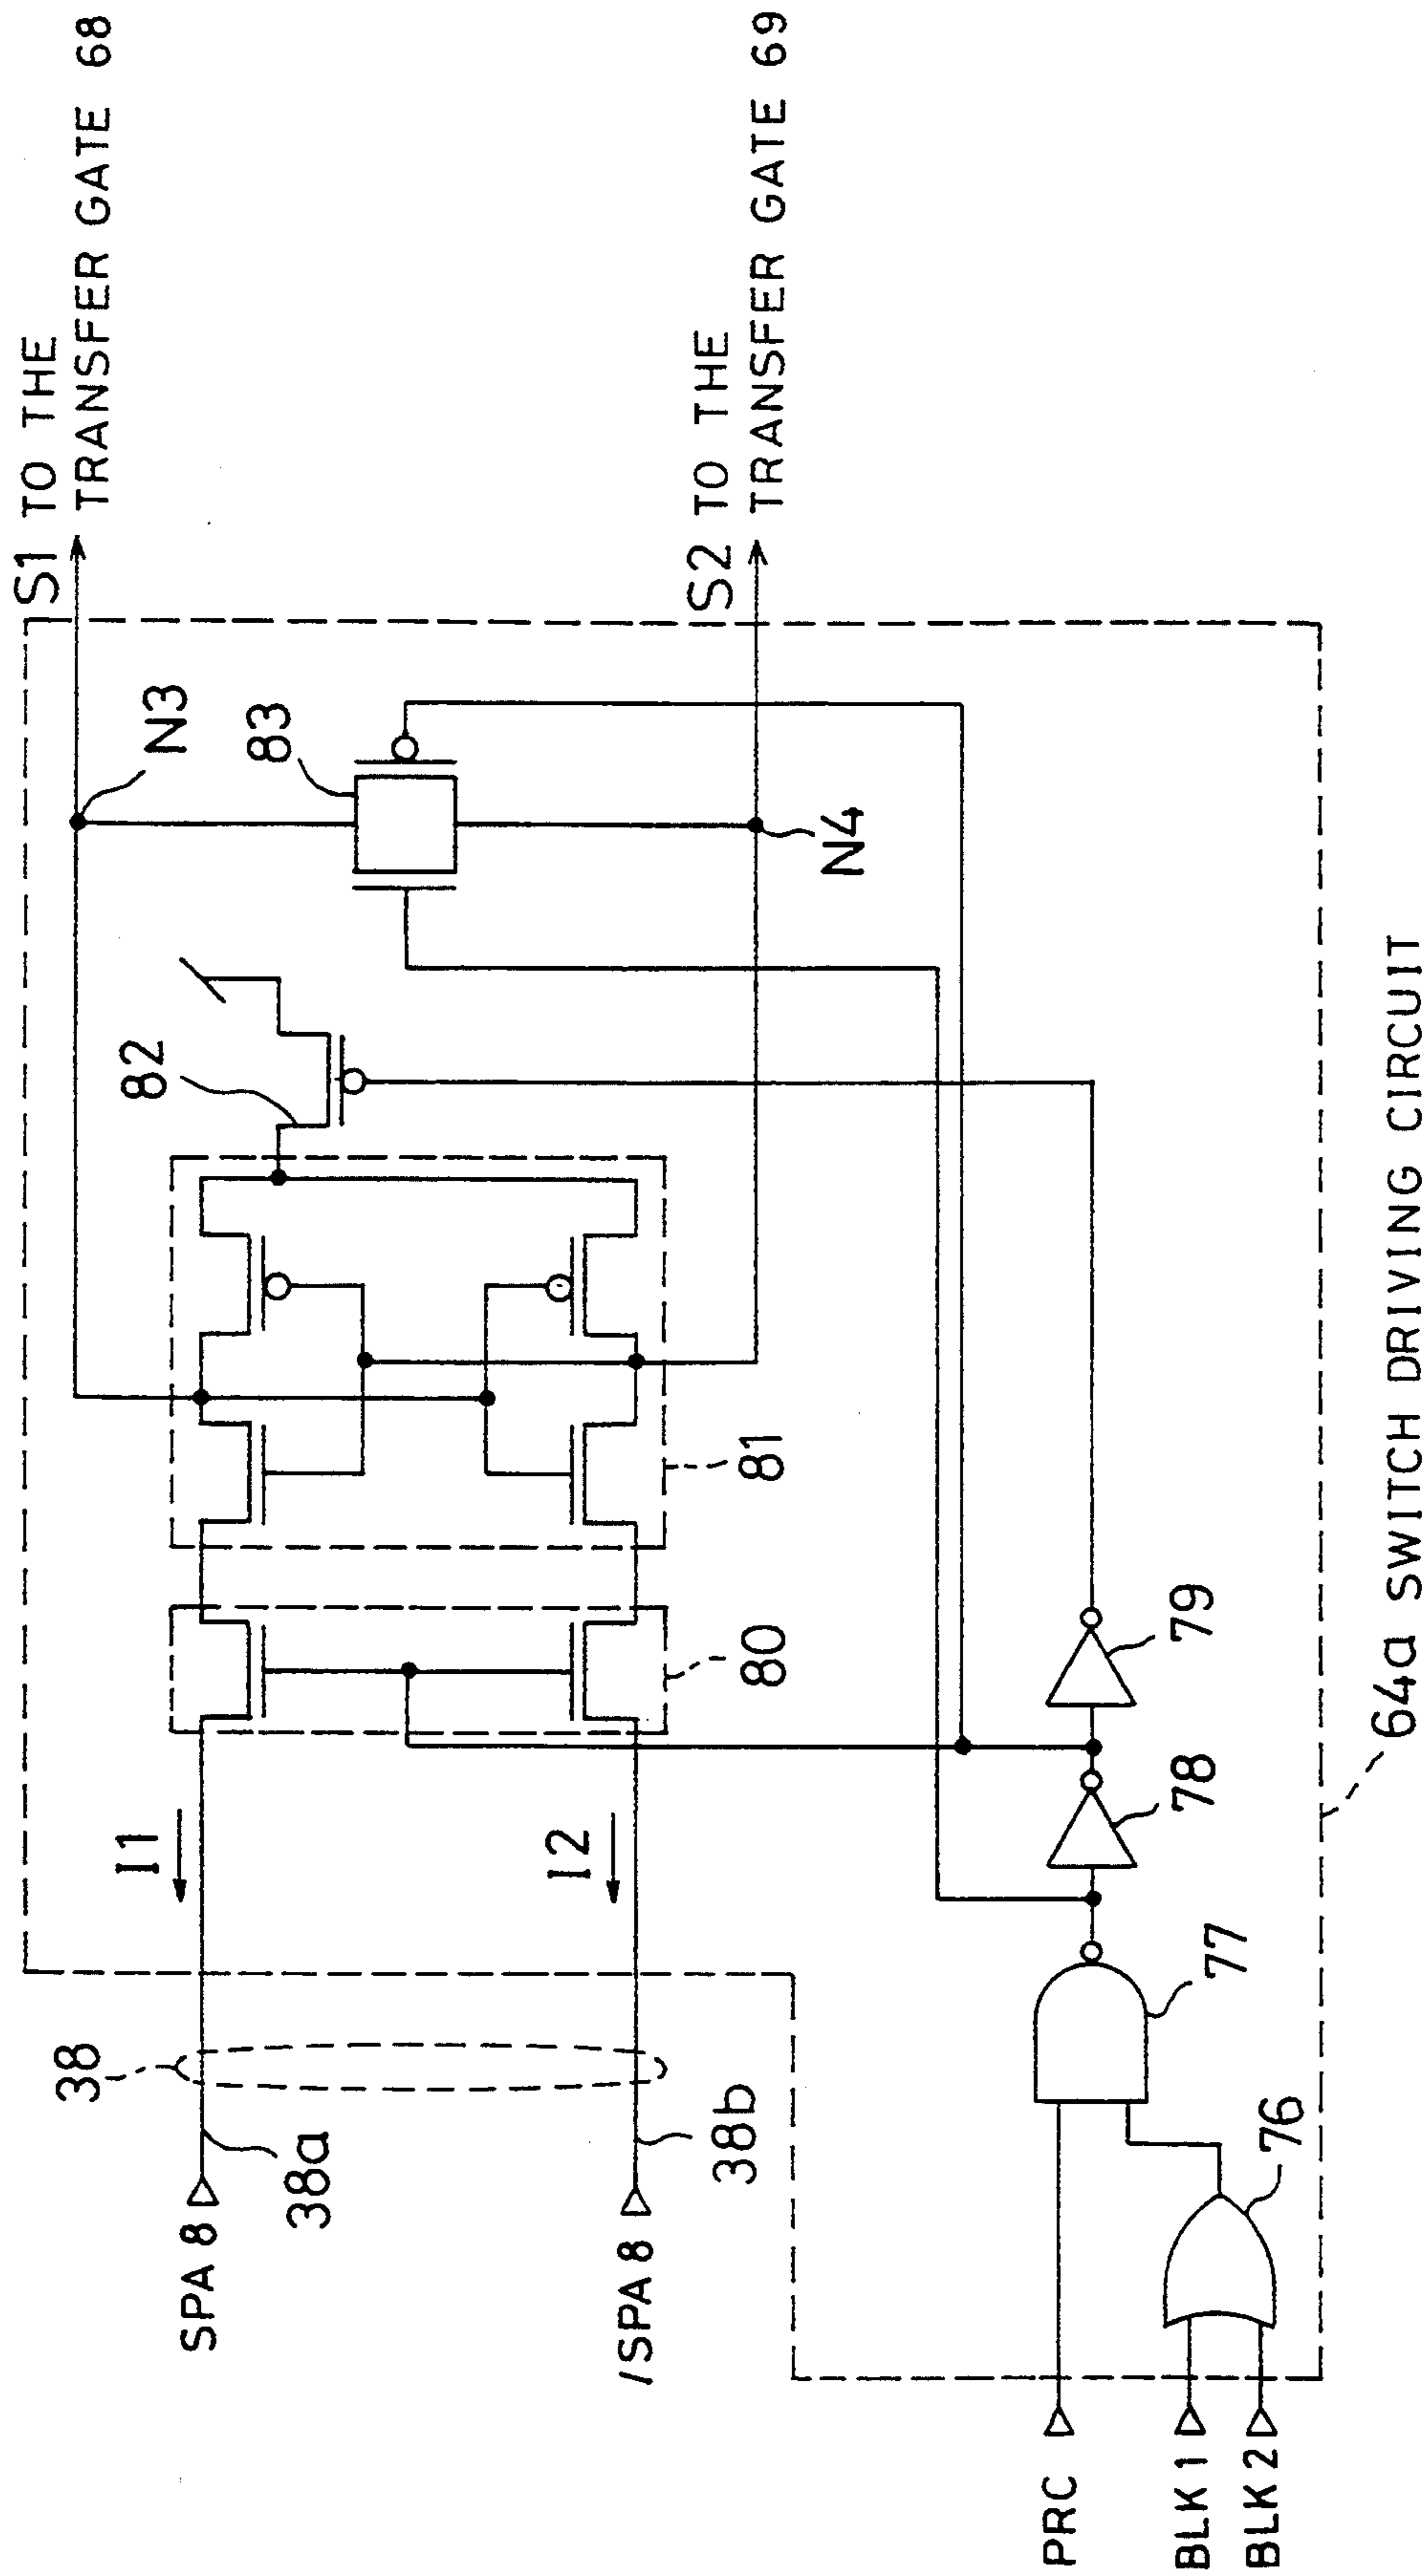 S1 TO THE
TRANSFER GATE 68
S2 TO THE
TRANSFER GATE 69
N3
83
N4
82
81
80
79
78
77
76
I1
I2
38
38a
38b
SPA 8
/SPA 8
PRC
BLK 1
BLK 2
64a SWITCH DRIVING CIRCUIT